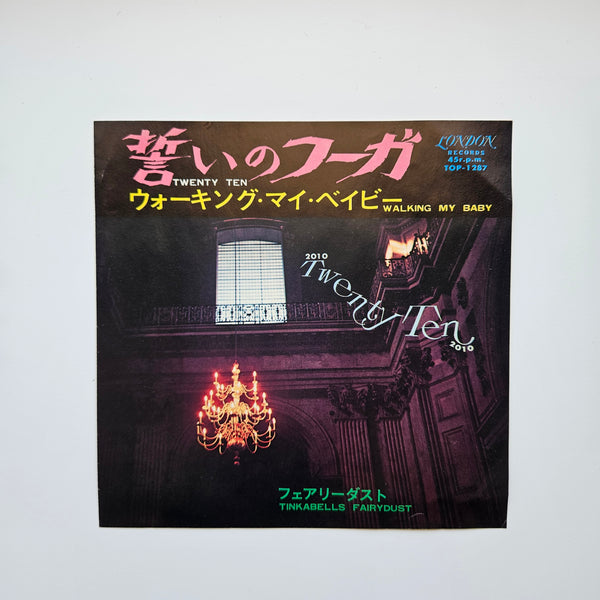 誓いのフーガ
TWENTY TEN
ウォーキング・マイ・ベイビー
WALKING MY BABY
LONDON
RECORDS
45r.p.m.
TOP-1287
2010
Twenty Ten
2010
フェアリーダスト
TINKABELLS FAIRYDUST